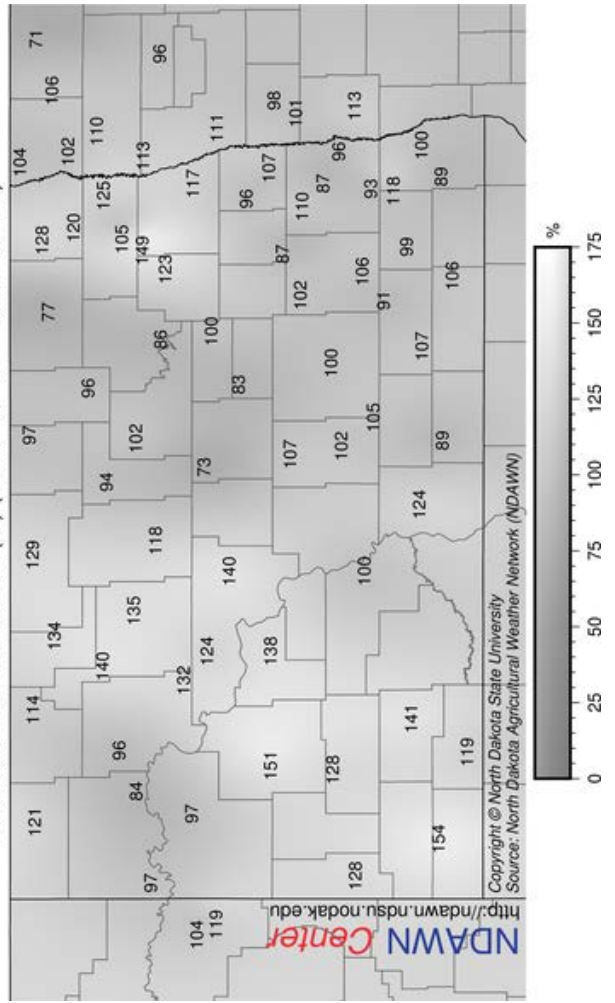 121 114 129 97 128 104 71
134 77 106
120 102
140 94 96 125 110
96 135 105
84 102 149 113
97 118 86 96
123
97 132 117
104 124 73 100 111
119
140 83 96
151 138 87 107 98
107 102 110 101
128 102 100 87 96
128 100 106 113
105 93
91 118
141 124 99
107 100
154 89 89
106
119
NDAWN Center
http://ndawn.ndsu.nodak.edu
Copyright © North Dakota State University
Source: North Dakota Agricultural Weather Network (NDAWN)
0 25 50 75 100 125 150 175
%